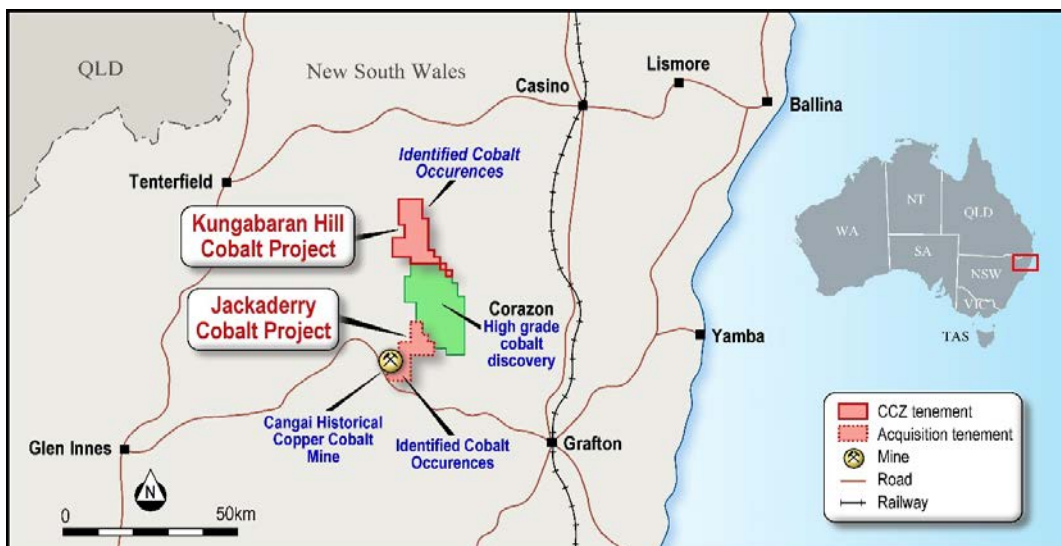 QLD
New South Wales
Lismore
Casino
Ballina
Identified Cobalt
Occurences
Tenterfield
Kungabaran Hill
Cobalt Project
Jackaderry
Cobalt Project
Corazon
High grade
cobalt
discovery
Yamba
Cangai Historical
Copper Cobalt
Mine
Identified Cobalt
Occurences
Glen Innes
Grafton
N
0
50km
NT
QLD
WA
SA
NSW
VIC
TAS
CCZ tenement
Acquisition tenement
Mine
Road
Railway